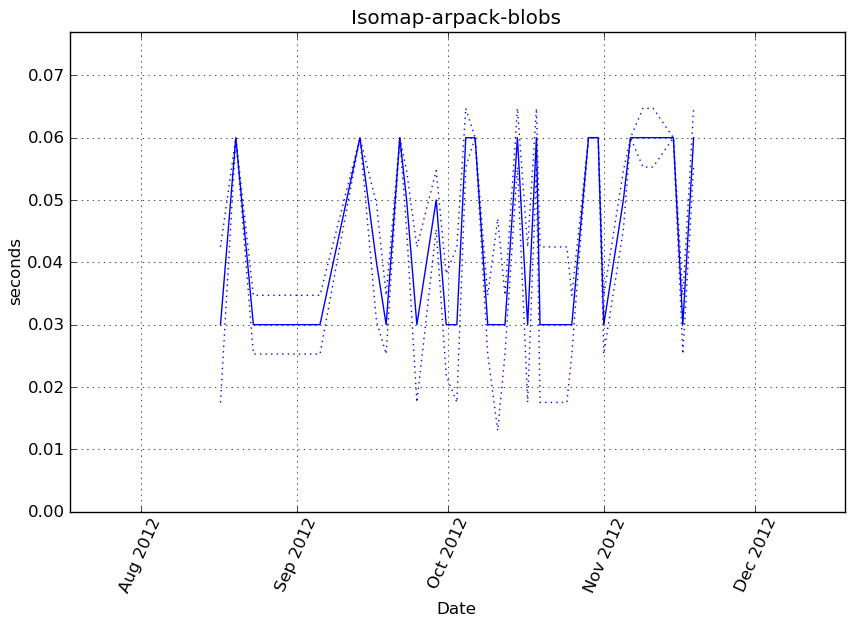 Isomap-arpack-blobs
0.07
0.06
0.05
0.04
0.03
0.02
0.01
0.00
seconds
Aug 2012
Sep 2012
Oct 2012
Nov 2012
Dec 2012
Date